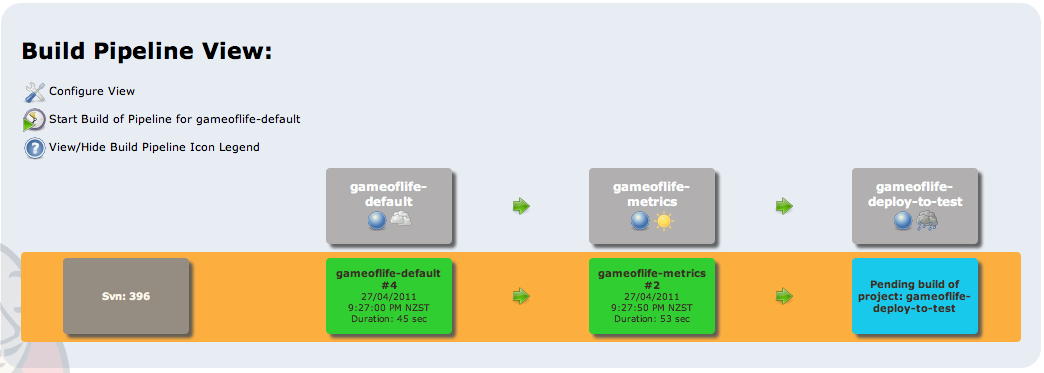 Build Pipeline View:
Configure View
Start Build of Pipeline for gameoflife-default
View/Hide Build Pipeline Icon Legend
gameoflife-
default
gameoflife-
metrics
gameoflife-
deploy-to-test
Svn: 396
gameoflife-default
#4
27/04/2011
9:27:00 PM NZST
Duration: 45 sec
gameoflife-metrics
#2
27/04/2011
9:27:50 PM NZST
Duration: 53 sec
Pending build of
project: gameoflife-
deploy-to-test